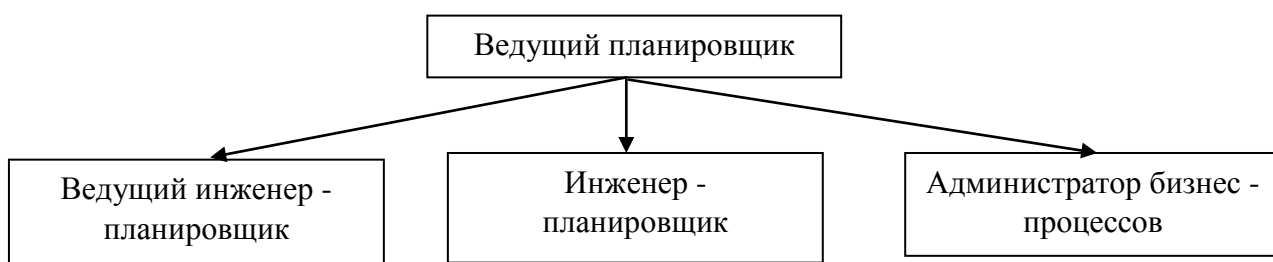 Ведущий планировщик
Ведущий инженер -
планировщик
Инженер -
планировщик
Администратор бизнес -
процессов